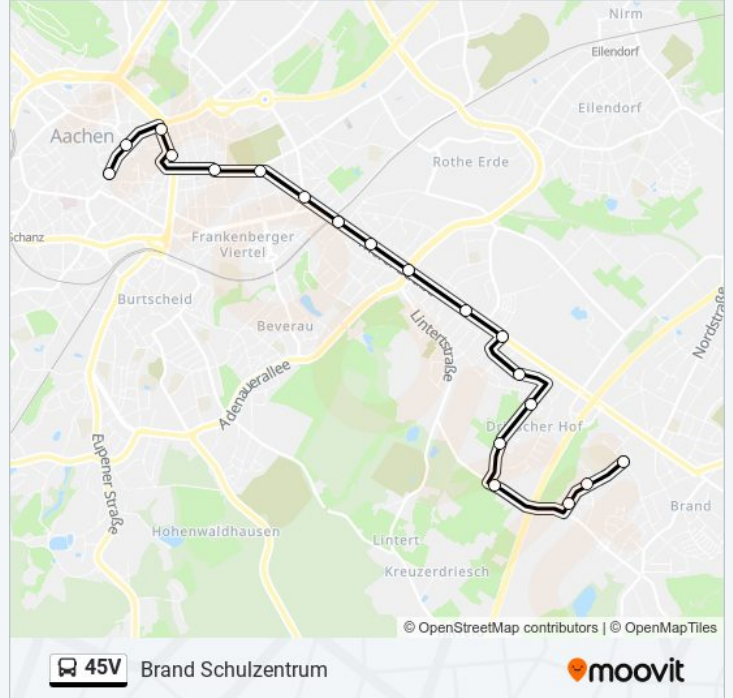 Nirm
Eilendorf
Eilendorf
Aachen
Rothe Erde
Schanz
Frankenberger
Viertel
Burtscheid
Nordstraße
Beverau
Lintertstraße
Adenauerallee
Hof
Eupener Straße
Brand
Hohenwaldhausen
Lintert
Kreuzerdriesch
© OpenStreetMap contributors | © OpenMapTiles
45V Brand Schulzentrum
moovit